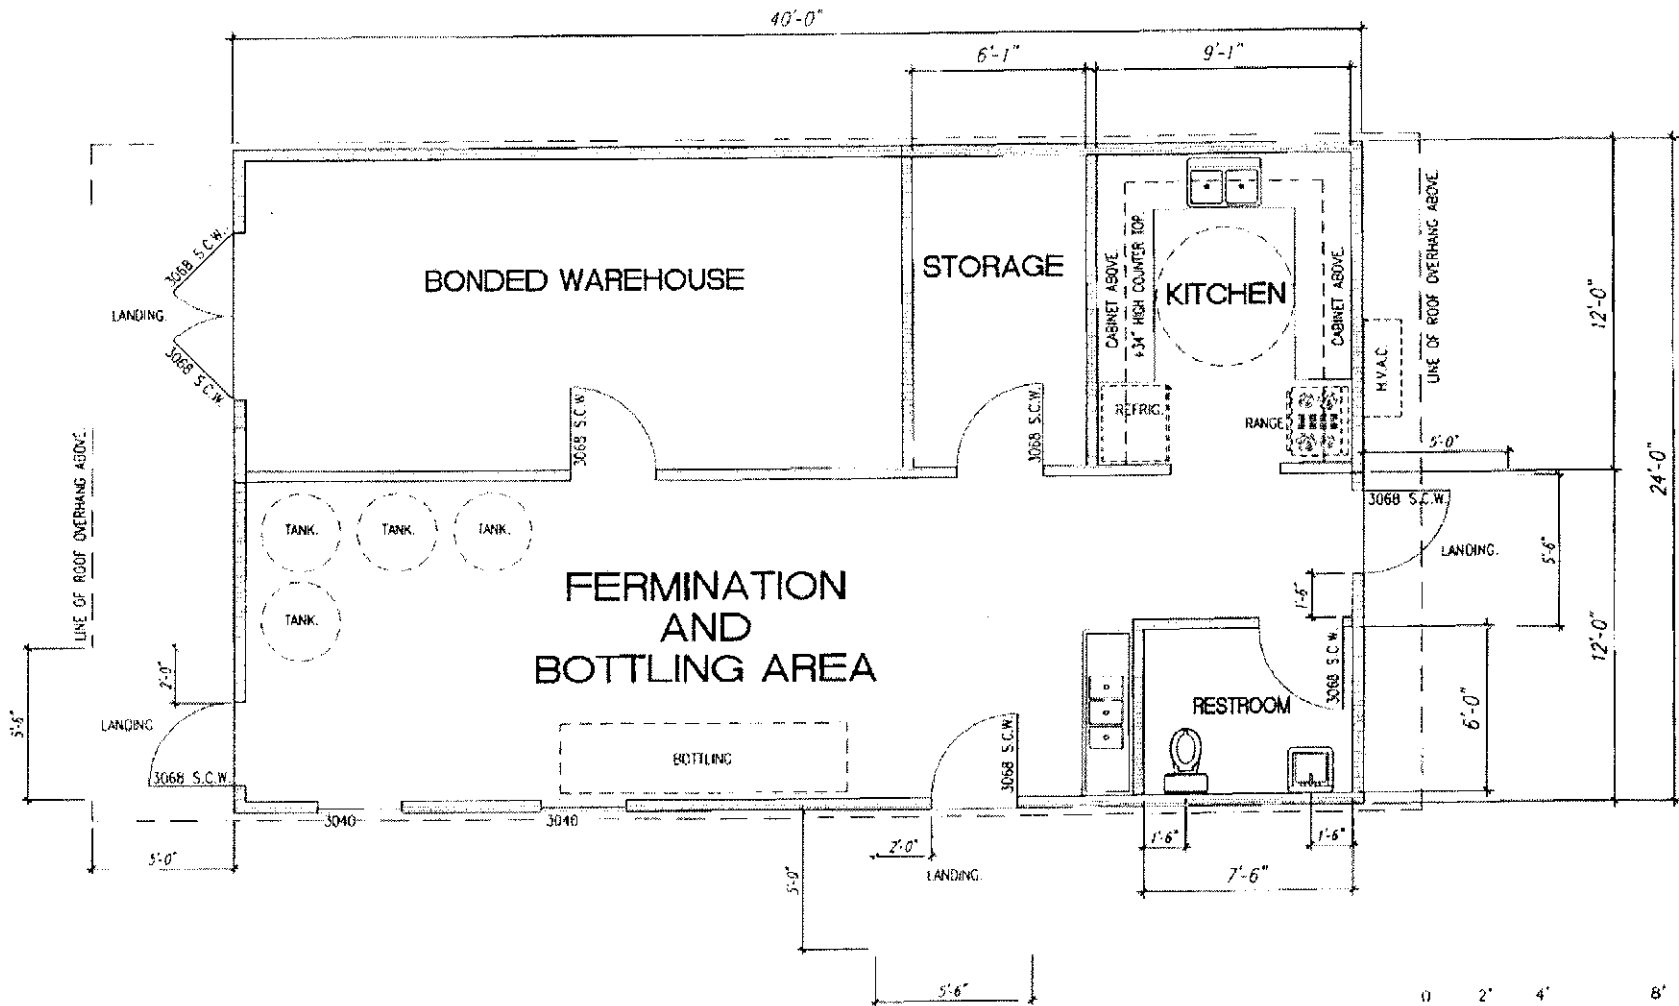 40'-0"
6'-1"
9'-1"
LINE OF ROOF OVERHANG ABOVE.
3068 S.C.W.
LANDING.
3068 S.C.W.
BONDED WAREHOUSE
STORAGE
KITCHEN
CABINET ABOVE.
+34" HIGH COUNTER TOP.
CABINET ABOVE.
H.V.A.C.
12'-0"
24'-0"
3068 S.C.W.
3068 S.C.W.
REFRIG.
RANGE
5'-0"
3068 S.C.W.
LANDING.
5'-6"
1'-6"
LINE OF ROOF OVERHANG ABOVE.
TANK.
TANK.
TANK.
TANK.
FERMINATION
AND
BOTTLING AREA
12'-0"
2'-0"
5'-6"
LANDING
3068 S.C.W.
BOTTLING
3068 S.C.W.
RESTROOM
3068 S.C.W.
6'-0"
3040
3040
5'-0"
5'-0"
2'-0"
LANDING.
1'-6"
1'-6"
7'-6"
5'-6"
0 2' 4' 8'